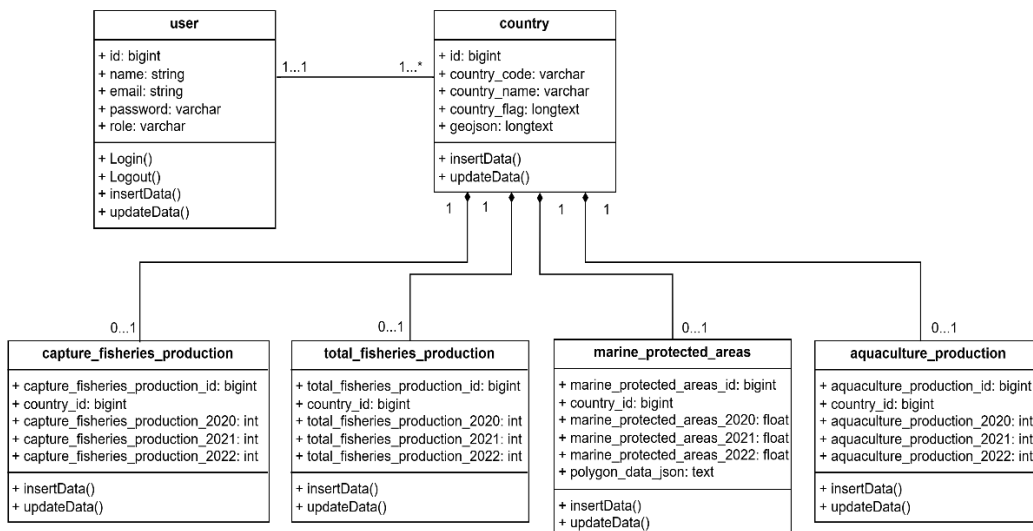 user
+ id: bigint
+ name: string
+ email: string
+ password: varchar
+ role: varchar
+ Login()
+ Logout()
+ insertData()
+ updateData()
1...1
1...*
country
+ id: bigint
+ country_code: varchar
+ country_name: varchar
+ country_flag: longtext
+ geojson: longtext
+ insertData()
+ updateData()
1
1
1
1
0...1
0...1
0...1
0...1
capture_fisheries_production
+ capture_fisheries_production_id: bigint
+ country_id: bigint
+ capture_fisheries_production_2020: int
+ capture_fisheries_production_2021: int
+ capture_fisheries_production_2022: int
+ insertData()
+ updateData()
total_fisheries_production
+ total_fisheries_production_id: bigint
+ country_id: bigint
+ total_fisheries_production_2020: int
+ total_fisheries_production_2021: int
+ total_fisheries_production_2022: int
+ insertData()
+ updateData()
marine_protected_areas
+ marine_protected_areas_id: bigint
+ country_id: bigint
+ marine_protected_areas_2020: float
+ marine_protected_areas_2021: float
+ marine_protected_areas_2022: float
+ polygon_data_json: text
+ insertData()
+ updateData()
aquaculture_production
+ aquaculture_production_id: bigint
+ country_id: bigint
+ aquaculture_production_2020: int
+ aquaculture_production_2021: int
+ aquaculture_production_2022: int
+ insertData()
+ updateData()